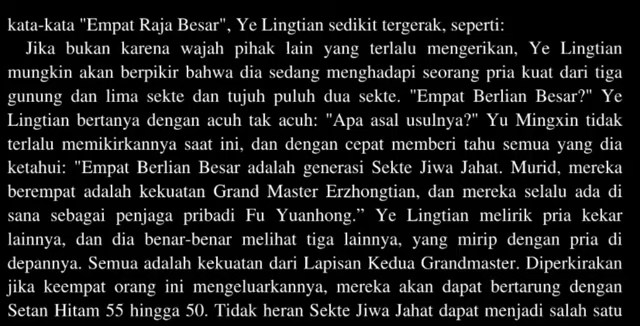 kata-kata "Empat Raja Besar", Ye Lingtian sedikit tergerak, seperti:
Jika bukan karena wajah pihak lain yang terlalu mengerikan, Ye Lingtian
mungkin akan berpikir bahwa dia sedang menghadapi seorang pria kuat dari tiga
gunung dan lima sekte dan tujuh puluh dua sekte. "Empat Berlian Besar?" Ye
Lingtian bertanya dengan acuh tak acuh: "Apa asal usulnya?" Yu Mingxin tidak
terlalu memikirkannya saat ini, dan dengan cepat memberi tahu semua yang dia
ketahui: "Empat Berlian Besar adalah generasi Sekte Jiwa Jahat. Murid, mereka
berempat adalah kekuatan Grand Master Erzhongtian, dan mereka selalu ada di
sana sebagai penjaga pribadi Fu Yuanhong.” Ye Lingtian melirik pria kekar
lainnya, dan dia benar-benar melihat tiga lainnya, yang mirip dengan pria di
depannya. Semua adalah kekuatan dari Lapisan Kedua Grandmaster. Diperkirakan
jika keempat orang ini mengeluarkannya, mereka akan dapat bertarung dengan
Setan Hitam 55 hingga 50. Tidak heran Sekte Jiwa Jahat dapat menjadi salah satu